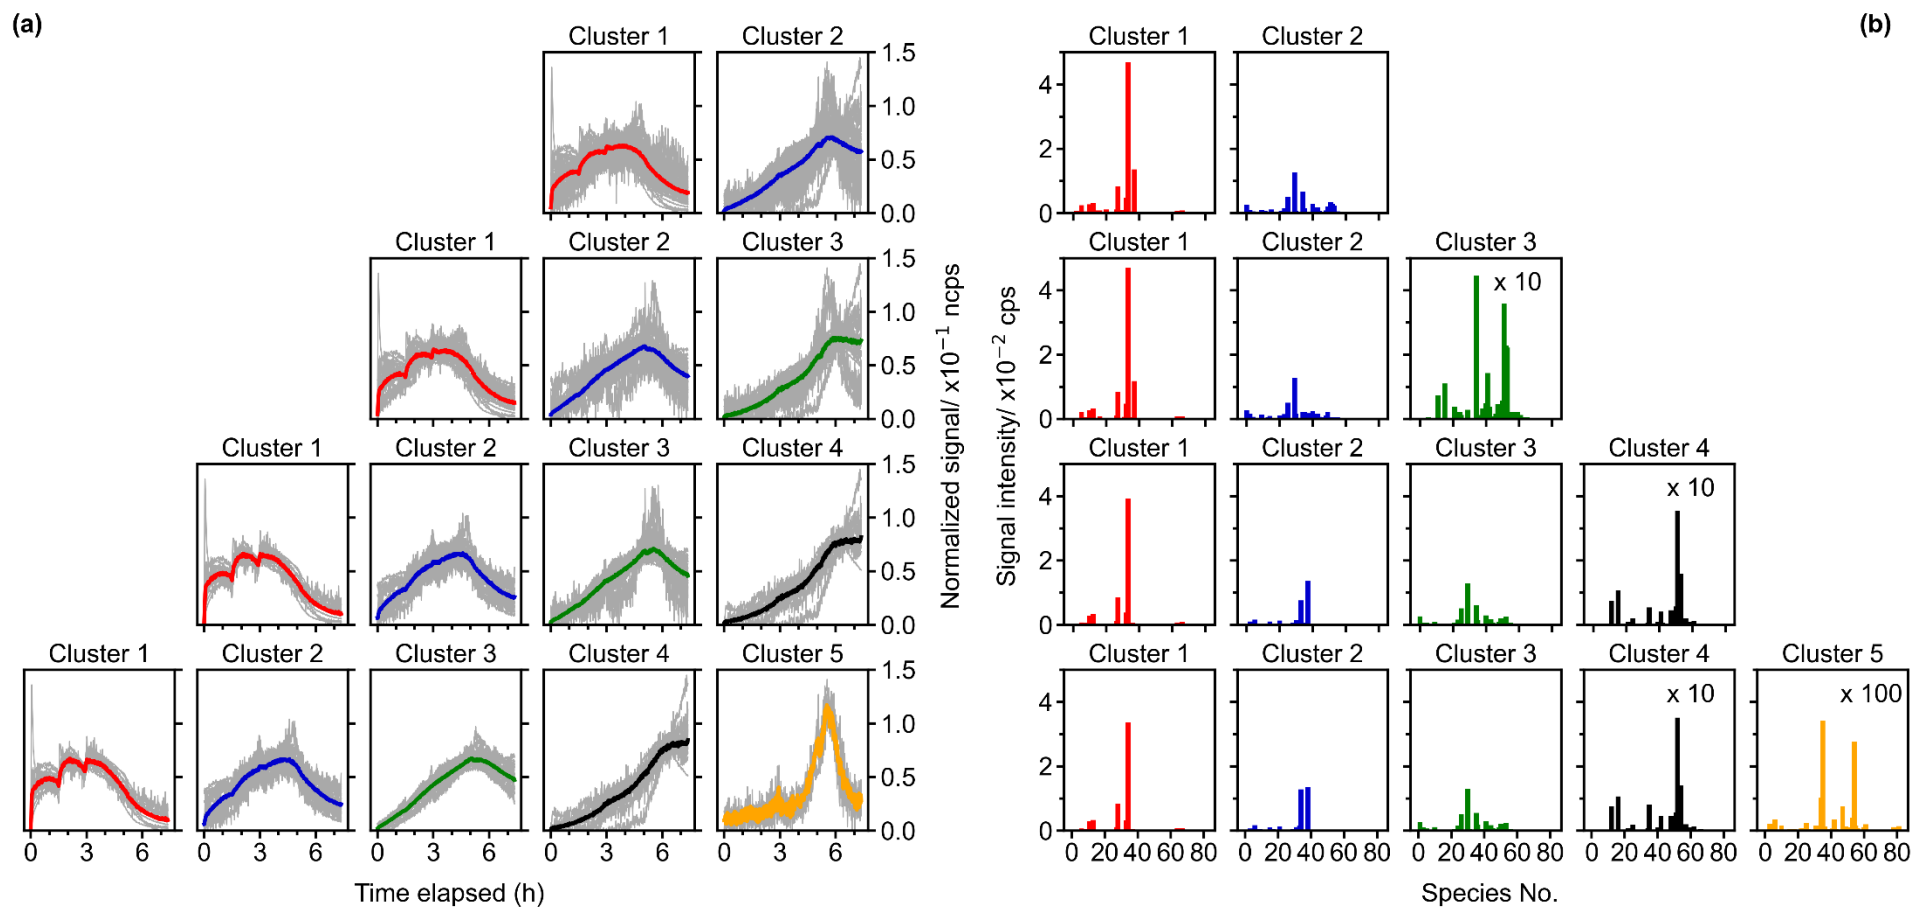 (a)
Cluster 1 Cluster 2
1.5
1.0
0.5
0.0
Cluster 1 Cluster 2 Cluster 3
1.5
1.0
0.5
0.0
Cluster 1 Cluster 2 Cluster 3 Cluster 4
1.5
1.0
0.5
0.0
Cluster 1 Cluster 2 Cluster 3 Cluster 4 Cluster 5
1.5
1.0
0.5
0.0
0 3 6 0 3 6 0 3 6 0 3 6 0 3 6
Time elapsed (h)
Normalized signal/ x10⁻¹ ncps
(b)
Signal intensity/ x10⁻² cps
Cluster 1 Cluster 2
4
2
0
Cluster 1 Cluster 2 Cluster 3
x 10
4
2
0
Cluster 1 Cluster 2 Cluster 3 Cluster 4
x 10
4
2
0
Cluster 1 Cluster 2 Cluster 3 Cluster 4 Cluster 5
x 10 x 100
4
2
0
0 20 40 60 80 0 20 40 60 80 0 20 40 60 80 0 20 40 60 80 0 20 40 60 80
Species No.